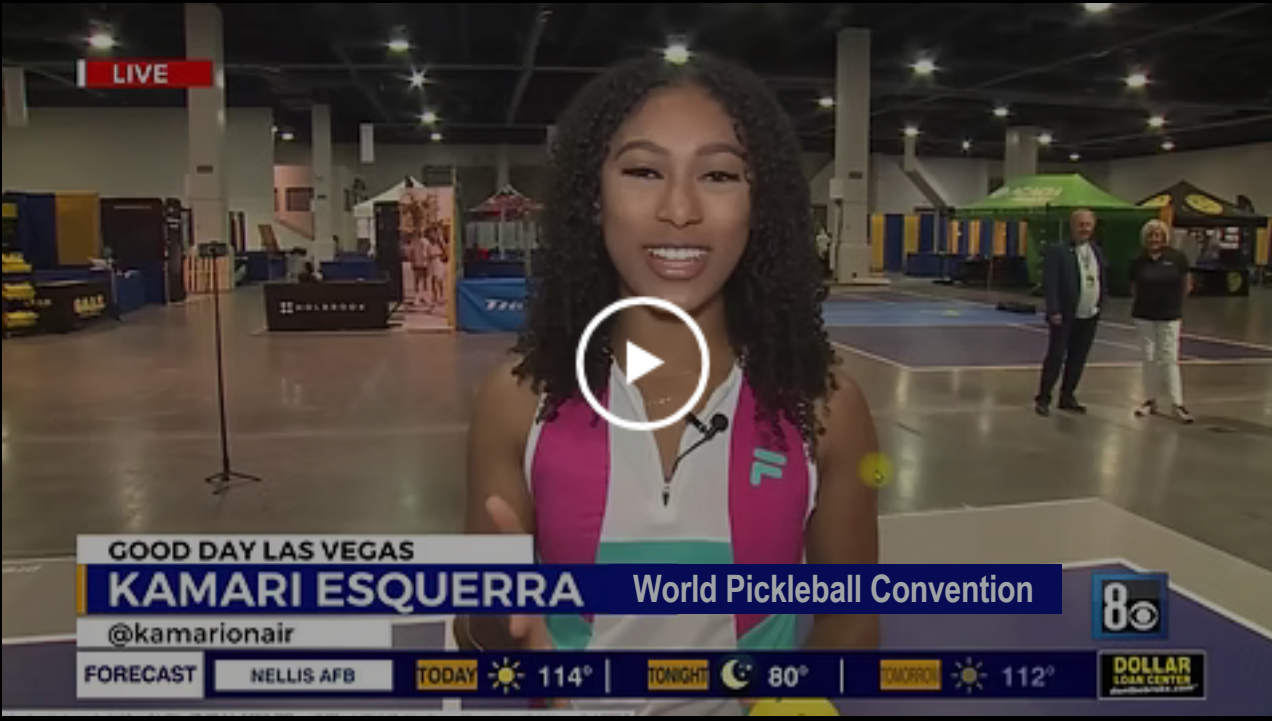 LIVE
HOLBROOK
GOOD DAY LAS VEGAS
KAMARI ESQUERRA World Pickleball Convention
@kamarionair
8
FORECAST NELLIS AFB TODAY 114° TONIGHT 80° TOMORROW 112° DOLLAR
LOAN CENTER